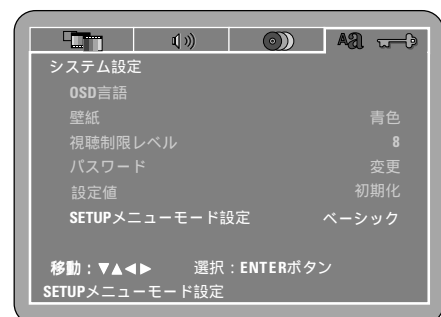 Aa
システム設定
OSD言語
壁紙 青色
視聴制限レベル 8
パスワード 変更
設定値 初期化
SETUPメニューモード設定 ベーシック
移動：▼▲◀▶ 選択：ENTERボタン
SETUPメニューモード設定